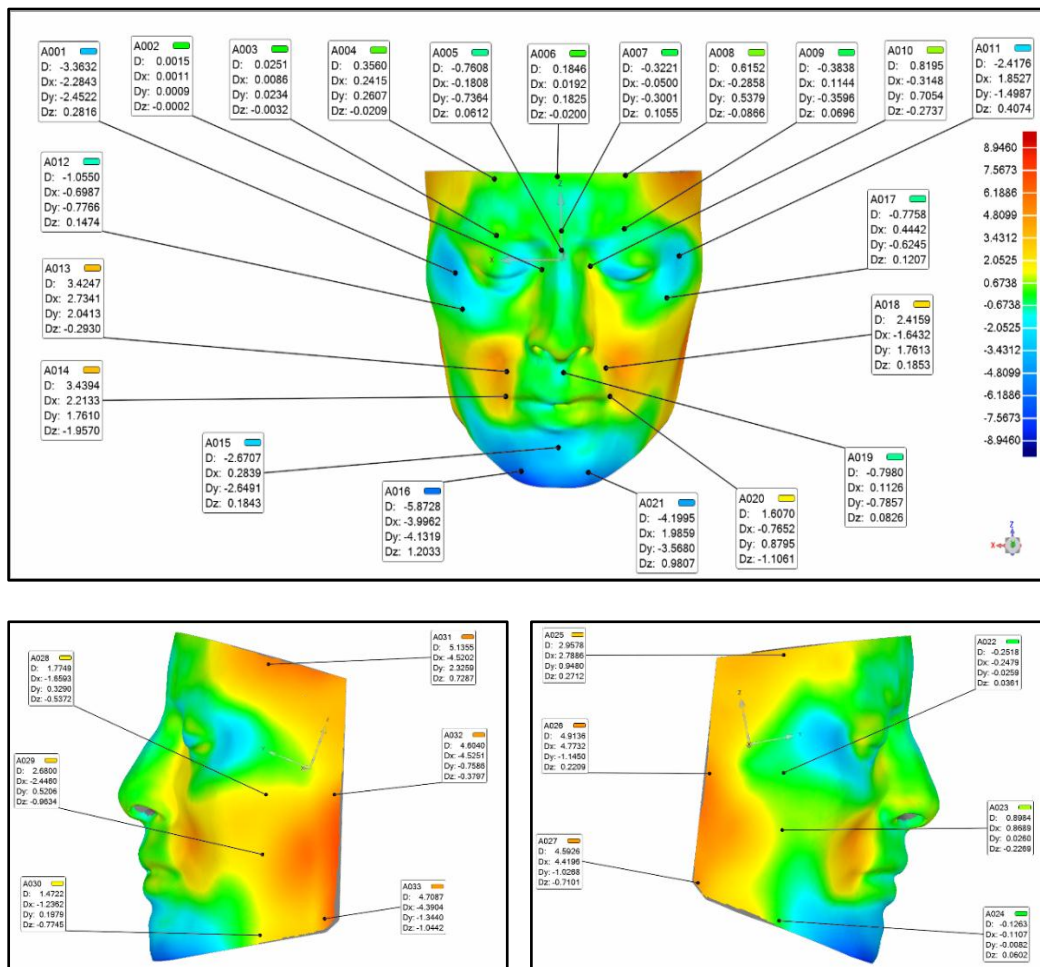 A001
D: -3.3632
Dx: -2.2843
Dy: -2.4522
Dz: 0.2816
A002
D: 0.0015
Dx: 0.0011
Dy: 0.0009
Dz: -0.0002
A003
D: 0.0251
Dx: 0.0086
Dy: 0.0234
Dz: -0.0032
A004
D: 0.3560
Dx: 0.2415
Dy: 0.2607
Dz: -0.0209
A005
D: -0.7608
Dx: -0.1808
Dy: -0.7364
Dz: 0.0612
A006
D: 0.1846
Dx: 0.0192
Dy: 0.1825
Dz: -0.0200
A007
D: -0.3221
Dx: -0.0500
Dy: -0.3001
Dz: 0.1055
A008
D: 0.6152
Dx: -0.2858
Dy: 0.5379
Dz: -0.0866
A009
D: -0.3838
Dx: 0.1144
Dy: -0.3596
Dz: 0.0696
A010
D: 0.8195
Dx: -0.3148
Dy: 0.7054
Dz: -0.2737
A011
D: -2.4176
Dx: 1.8527
Dy: -1.4987
Dz: 0.4074
A012
D: -1.0550
Dx: -0.6987
Dy: -0.7766
Dz: 0.1474
A013
D: 3.4247
Dx: 2.7341
Dy: 2.0413
Dz: -0.2930
A014
D: 3.4394
Dx: 2.2133
Dy: 1.7610
Dz: -1.9570
A015
D: -2.6707
Dx: 0.2839
Dy: -2.6491
Dz: 0.1843
A016
D: -5.8728
Dx: -3.9962
Dy: -4.1319
Dz: 1.2033
A021
D: -4.1995
Dx: 1.9859
Dy: -3.5680
Dz: 0.9807
A020
D: 1.6070
Dx: -0.7652
Dy: 0.8795
Dz: -1.1061
A019
D: -0.7980
Dx: 0.1126
Dy: -0.7857
Dz: 0.0826
A018
D: 2.4159
Dx: -1.6432
Dy: 1.7613
Dz: 0.1853
A017
D: -0.7758
Dx: 0.4442
Dy: -0.6245
Dz: 0.1207
8.9460
7.5673
6.1886
4.8099
3.4312
2.0525
0.6738
-0.6738
-2.0525
-3.4312
-4.8099
-6.1886
-7.5673
-8.9460
Z
X
Z
X
A028
D: 1.7749
Dx: -1.6593
Dy: 0.3290
Dz: -0.5372
A031
D: 5.1355
Dx: -4.5202
Dy: 2.3259
Dz: 0.7287
A032
D: 4.6040
Dx: -4.5251
Dy: -0.7586
Dz: -0.3797
A029
D: 2.6800
Dx: -2.4460
Dy: 0.5206
Dz: -0.9634
A030
D: 1.4722
Dx: -1.2362
Dy: 0.1979
Dz: -0.7745
A033
D: 4.7087
Dx: -4.3904
Dy: -1.3440
Dz: -1.0442
A025
D: 2.9578
Dx: 2.7886
Dy: 0.9480
Dz: 0.2712
A022
D: -0.2518
Dx: -0.2479
Dy: -0.0259
Dz: 0.0361
A026
D: 4.9136
Dx: 4.7732
Dy: -1.1450
Dz: 0.2209
A023
D: 0.8984
Dx: 0.8689
Dy: 0.0260
Dz: -0.2269
A027
D: 4.5926
Dx: 4.4196
Dy: -1.0268
Dz: -0.7101
A024
D: -0.1263
Dx: -0.1107
Dy: -0.0082
Dz: 0.0602